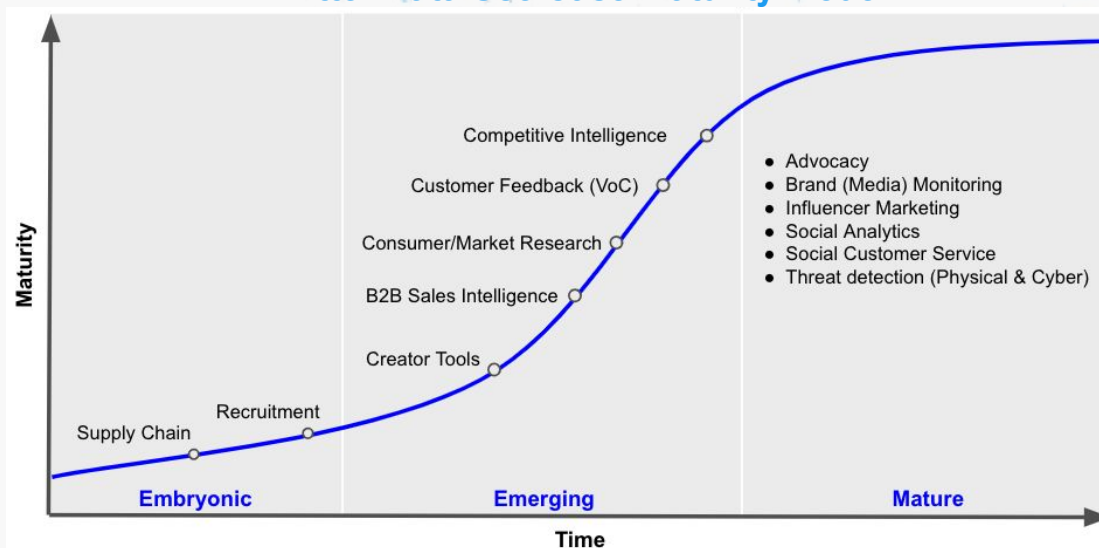 Competitive Intelligence
Customer Feedback (VoC)
Consumer/Market Research
B2B Sales Intelligence
Creator Tools
Recruitment
Supply Chain
● Advocacy
● Brand (Media) Monitoring
● Influencer Marketing
● Social Analytics
● Social Customer Service
● Threat detection (Physical & Cyber)
Maturity
Embryonic
Emerging
Mature
Time